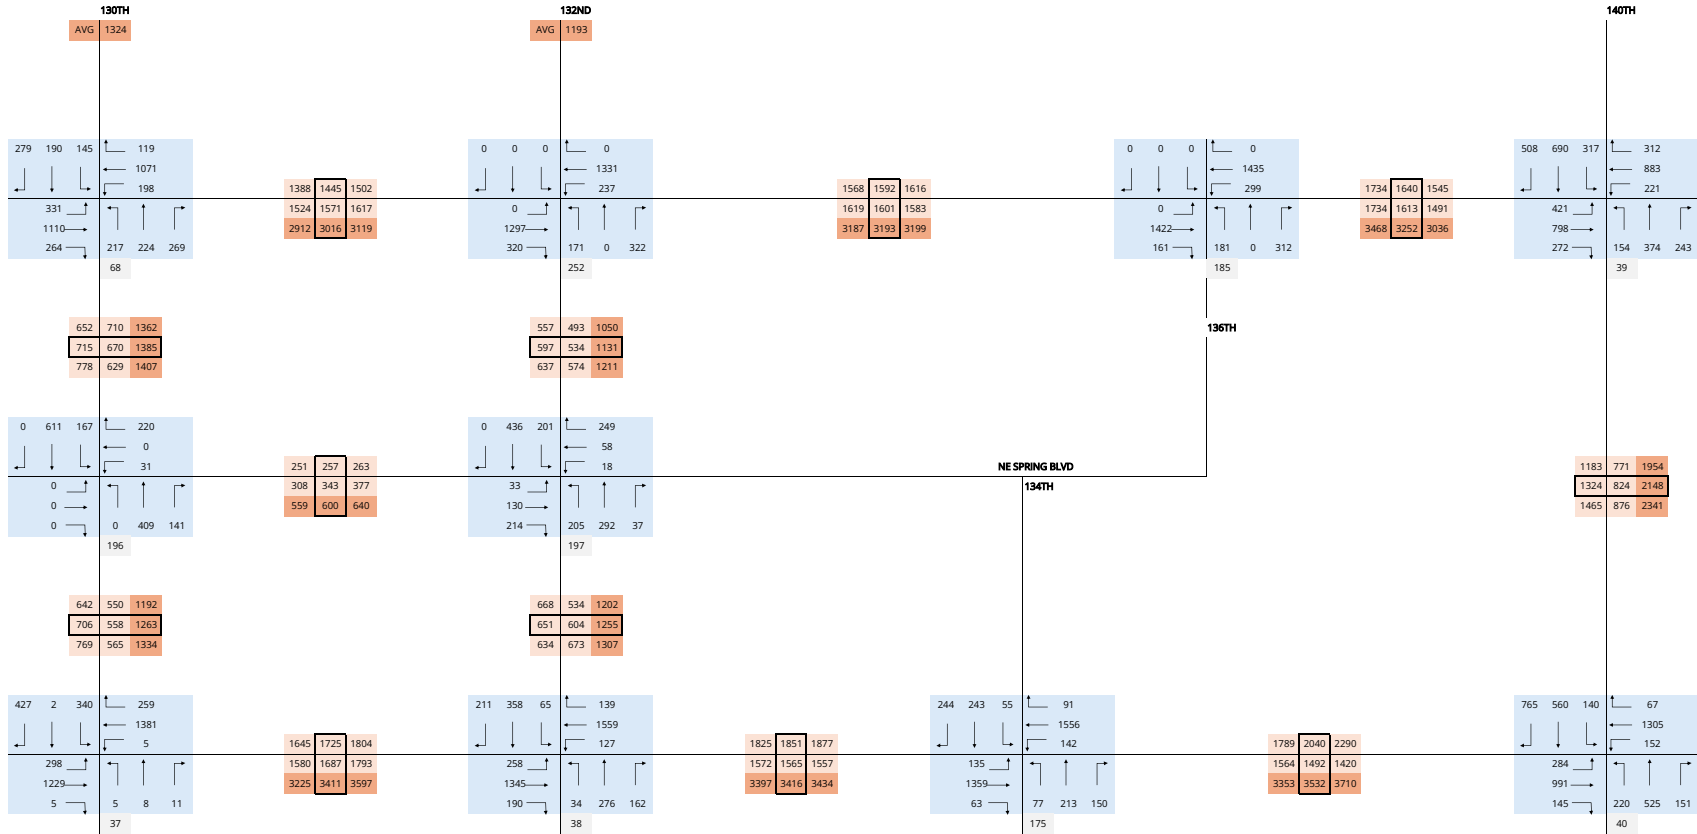 130TH 132ND 140TH
AVG 1324 AVG 1193
279 190 145 119 0 0 0 0 0 0 0 0 508 690 317 312
1071 1331 1435 883
198 1388 1445 1502 237 1568 1592 1616 299 1734 1640 1545 221
331 1524 1571 1617 0 1619 1601 1583 0 1734 1613 1491 421
1110 2912 3016 3119 1297 3187 3193 3199 1422 3468 3252 3036 798
264 217 224 269 320 171 0 322 161 181 0 312 272 154 374 243
68 252 185 39
652 710 1362 557 493 1050 136TH
715 670 1385 597 534 1131
778 629 1407 637 574 1211
0 611 167 220 0 436 201 249
0 58
31 251 257 263 18 NE SPRING BLVD 1183 771 1954
0 308 343 377 33 134TH 1324 824 2148
0 559 600 640 130 1465 876 2341
0 0 409 141 214 205 292 37
196 197
642 550 1192 668 534 1202
706 558 1263 651 604 1255
769 565 1334 634 673 1307
427 2 340 259 211 358 65 139 244 243 55 91 765 560 140 67
1381 1559 1556 1305
5 1645 1725 1804 127 1825 1851 1877 142 1789 2040 2290 152
298 1580 1687 1793 258 1572 1565 1557 135 1564 1492 1420 284
1229 3225 3411 3597 1345 3397 3416 3434 1359 3353 3532 3710 991
5 5 8 11 190 34 276 162 63 77 213 150 145 220 525 151
37 38 175 40